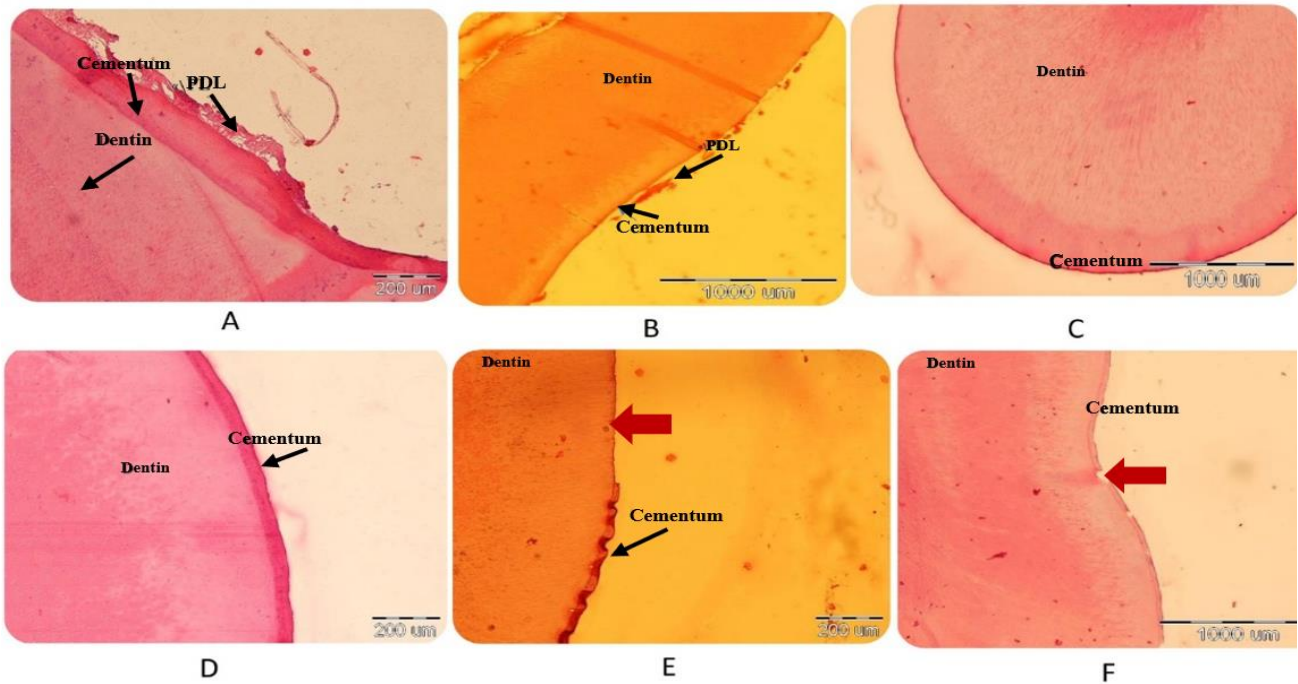 Cementum
PDL
Dentin
200 um
A
Dentin
PDL
Cementum
1000 um
B
Dentin
Cementum
1000 um
C
Cementum
Dentin
200 um
D
Dentin
Cementum
200 um
E
Dentin
Cementum
1000 um
F